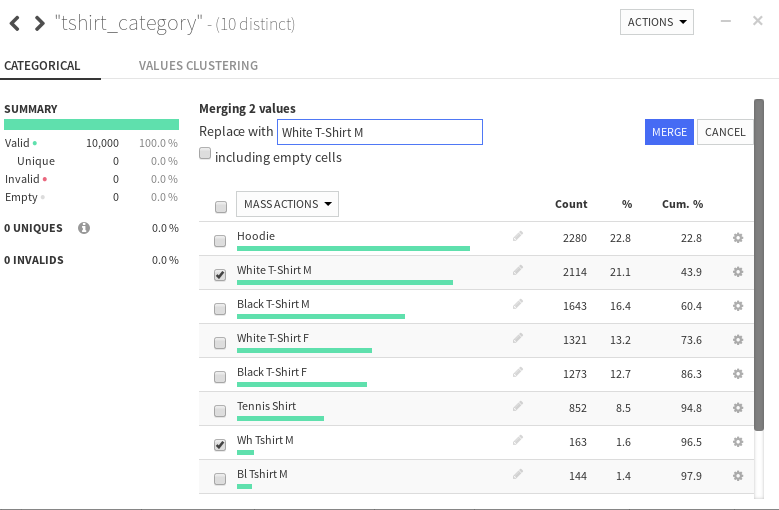 "tshirt_category" - (10 distinct)
ACTIONS
CATEGORICAL VALUES CLUSTERING
SUMMARY
Valid 10,000 100.0 %
Unique 0 0.0 %
Invalid 0 0.0 %
Empty 0 0.0 %
0 UNIQUES 0.0 %
0 INVALIDS 0.0 %
Merging 2 values
Replace with White T-Shirt M MERGE CANCEL
including empty cells
MASS ACTIONS Count % Cum. %
Hoodie 2280 22.8 22.8
White T-Shirt M 2114 21.1 43.9
Black T-Shirt M 1643 16.4 60.4
White T-Shirt F 1321 13.2 73.6
Black T-Shirt F 1273 12.7 86.3
Tennis Shirt 852 8.5 94.8
Wh Tshirt M 163 1.6 96.5
Bl Tshirt M 144 1.4 97.9